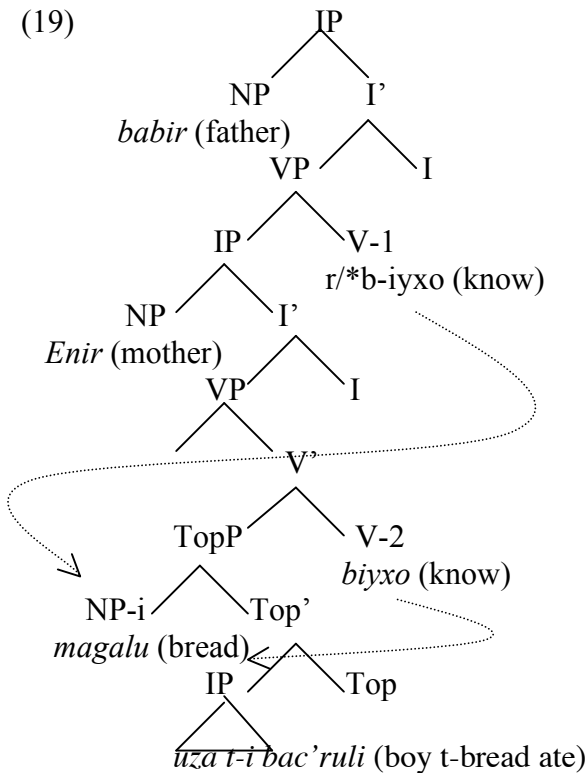 (19)
IP
NP I’
babir (father)
VP I
IP V-1
r/*b-iyxo (know)
NP I’
Enir (mother)
VP I
V’
TopP V-2
biyxo (know)
NP-i Top’
magalu (bread)
IP Top
uza t-i bac’ruli (boy t-bread ate)